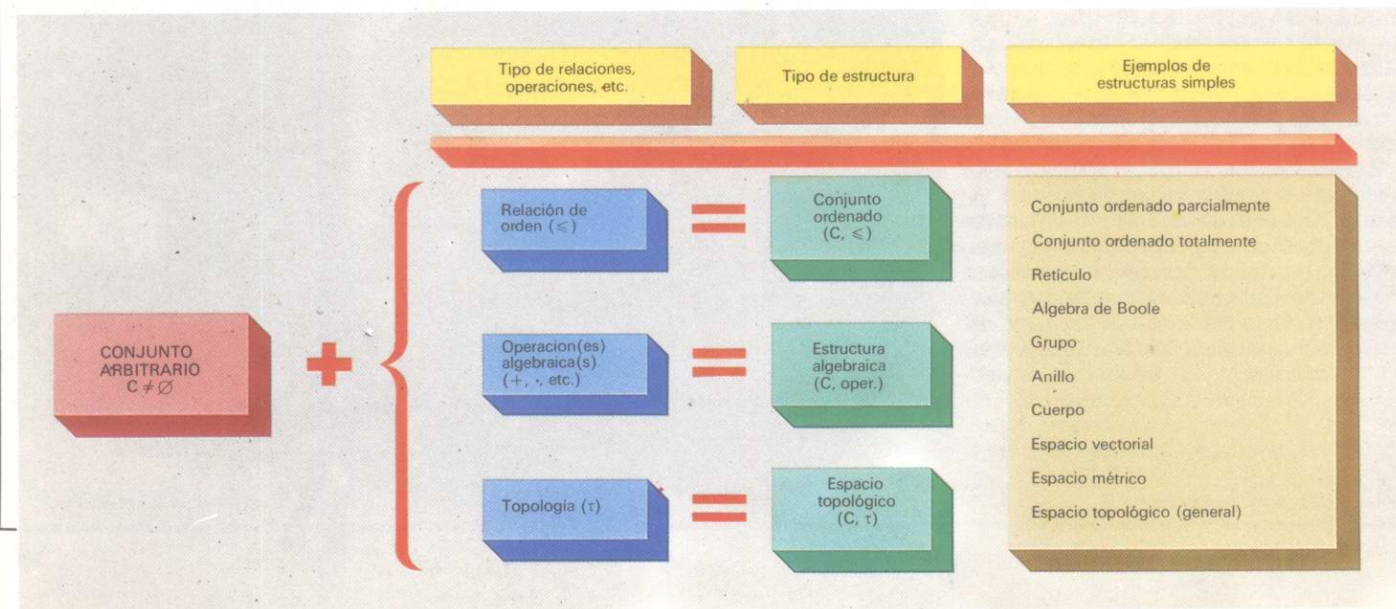 Tipo de relaciones,
operaciones, etc.
Tipo de estructura
Ejemplos de
estructuras simples
CONJUNTO
ARBITRARIO
C ≠ ∅
+
Relación de
orden (⩽)
=
Conjunto
ordenado
(C, ⩽)
Operacion(es)
algebraica(s)
(+, ·, etc.)
=
Estructura
algebraica
(C, oper.)
Topología (τ)
=
Espacio
topológico
(C, τ)
Conjunto ordenado parcialmente
Conjunto ordenado totalmente
Retículo
Algebra de Boole
Grupo
Anillo
Cuerpo
Espacio vectorial
Espacio métrico
Espacio topológico (general)